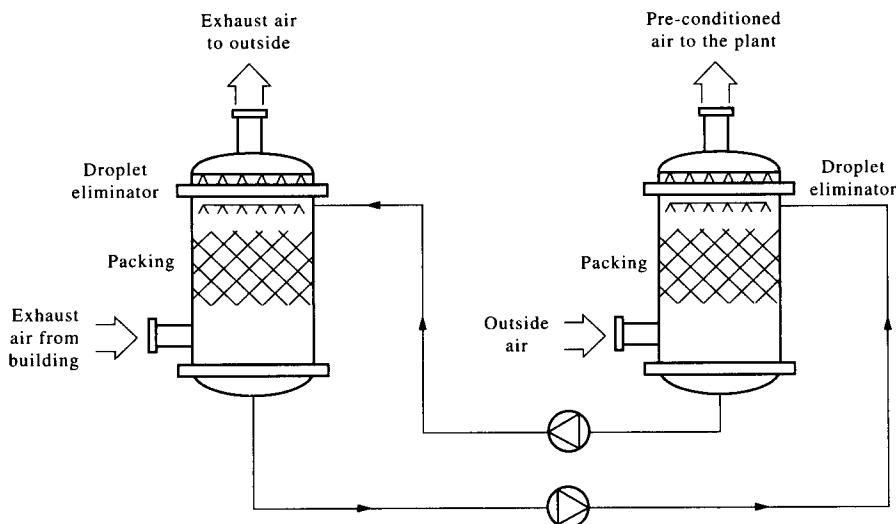 Exhaust air
to outside
Pre-conditioned
air to the plant
Droplet
eliminator
Droplet
eliminator
Packing
Packing
Exhaust
air from
building
Outside
air